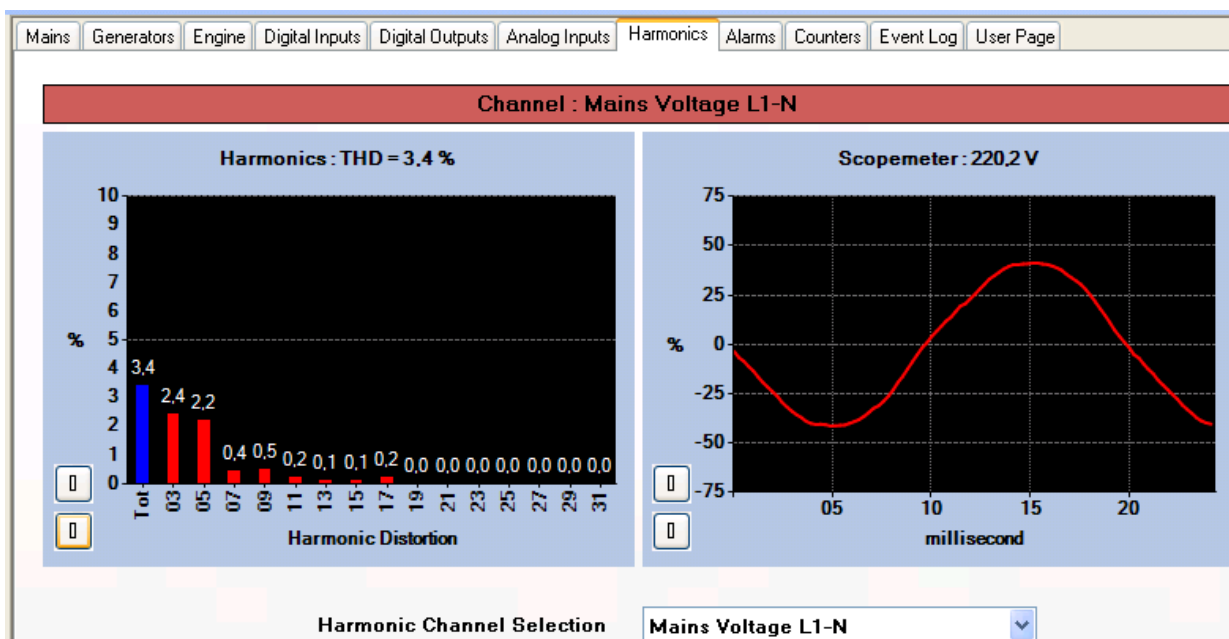 Mains Generators Engine Digital Inputs Digital Outputs Analog Inputs Harmonics Alarms Counters Event Log User Page
Channel : Mains Voltage L1-N
Harmonics : THD = 3,4 %
10
9
8
7
6
%
5
4
3
2
1
0
3,4 2,4 2,2 0,4 0,5 0,2 0,1 0,1 0,2 0,0 0,0 0,0 0,0 0,0 0,0 0,0
Tot 03 05 07 09 11 13 15 17 19 21 23 25 27 29 31
Harmonic Distortion
Scopemeter : 220,2 V
75
50
25
%
0
-25
-50
-75
05 10 15 20
millisecond
Harmonic Channel Selection Mains Voltage L1-N